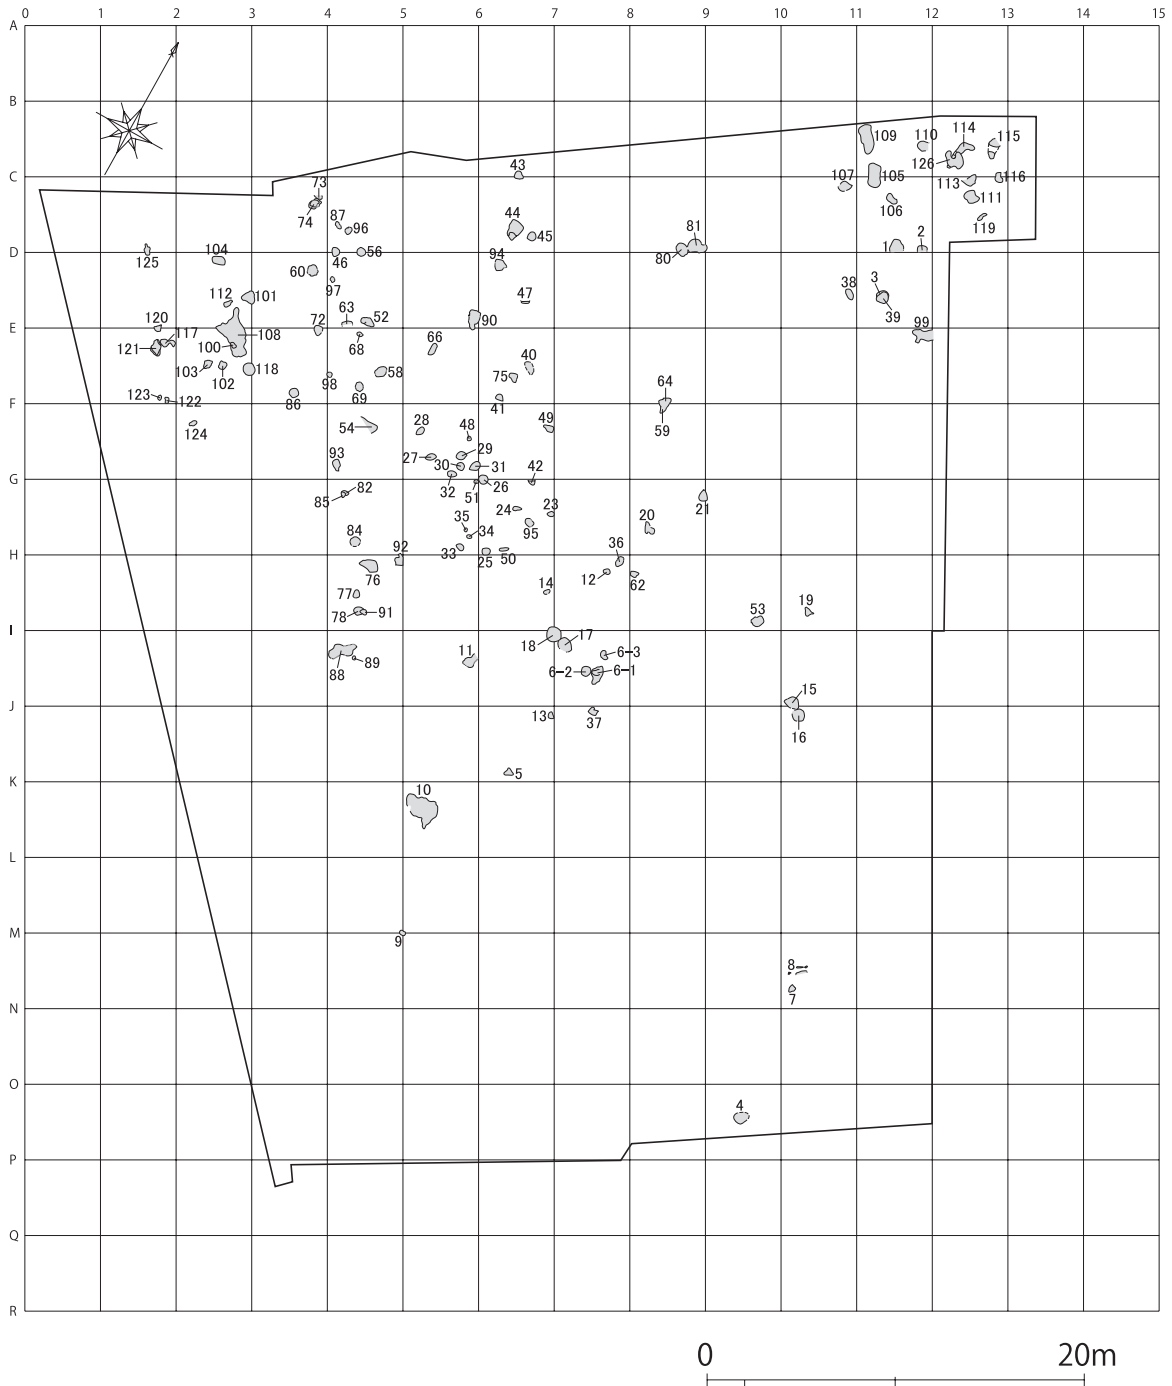 0 1 2 3 4 5 6 7 8 9 10 11 12 13 14 15
A
B
109 110 114 115
126
C
43 107 105 113 116
73
74 87 96 44 45 106 111
119
81
1 2
D
125 104 46 56 94 80
60 97 38 3
112 101 63 52 47 39
E
120 117 108 72 68 90 99
121 100 66 40
103 102 118 98 58 75
123 122 86 69 41 64
F
124 54 28 48 49 59
93 27 30 29 31
G
32 51 26 42
85 82 24 23 21
35 34 95 20
84 92 33
H
25 50 36
76 12 62
77 14
78 91 53 19
I
18 17
88 89 11 6-3
6-2 6-1
15
J
13 37 16
5
K
10
L
M
9
8
7
N
O
4
P
Q
R
0 20m